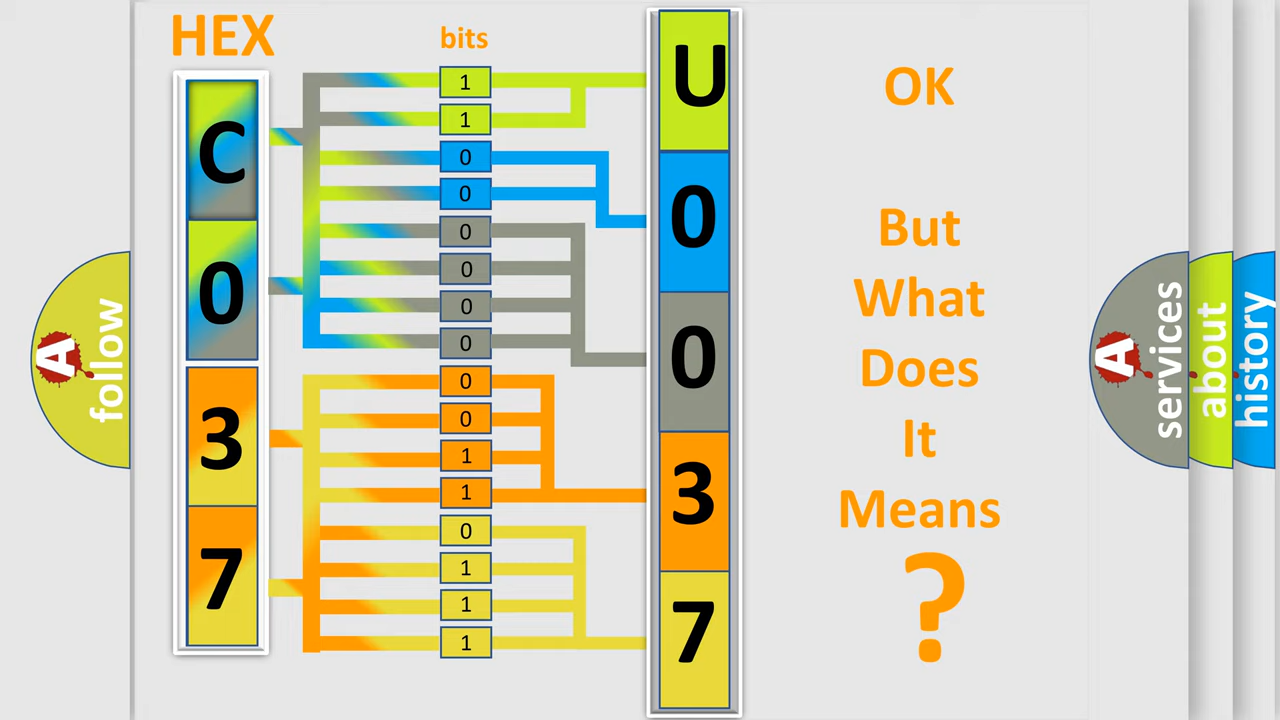 HEX
bits
C
0
3
7
1
1
0
0
0
0
0
0
0
0
1
1
0
1
1
1
U
0
0
3
7
OK
But
What
Does
It
Means
?
A
follow
A
services
about
history